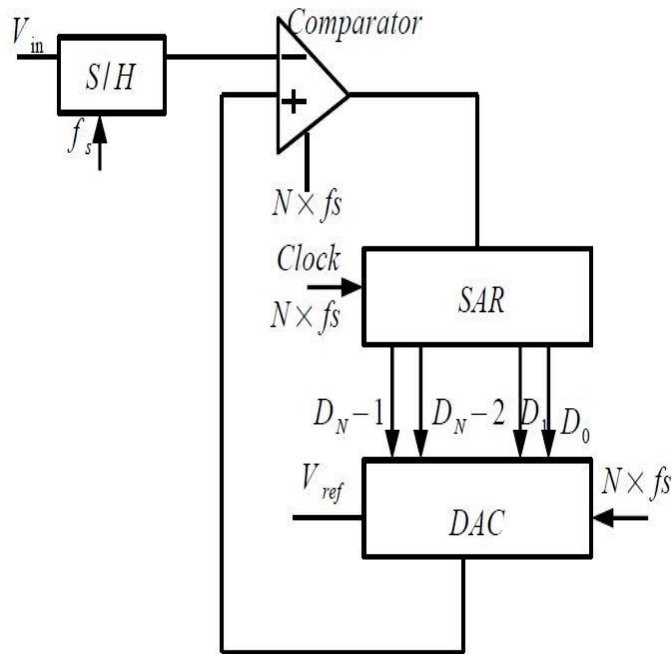 Comparator
V_in
S/H
−
+
f_s
N × fs
Clock
N × fs
SAR
D_N−1
D_N−2
D_1
D_0
V_ref
N × fs
DAC